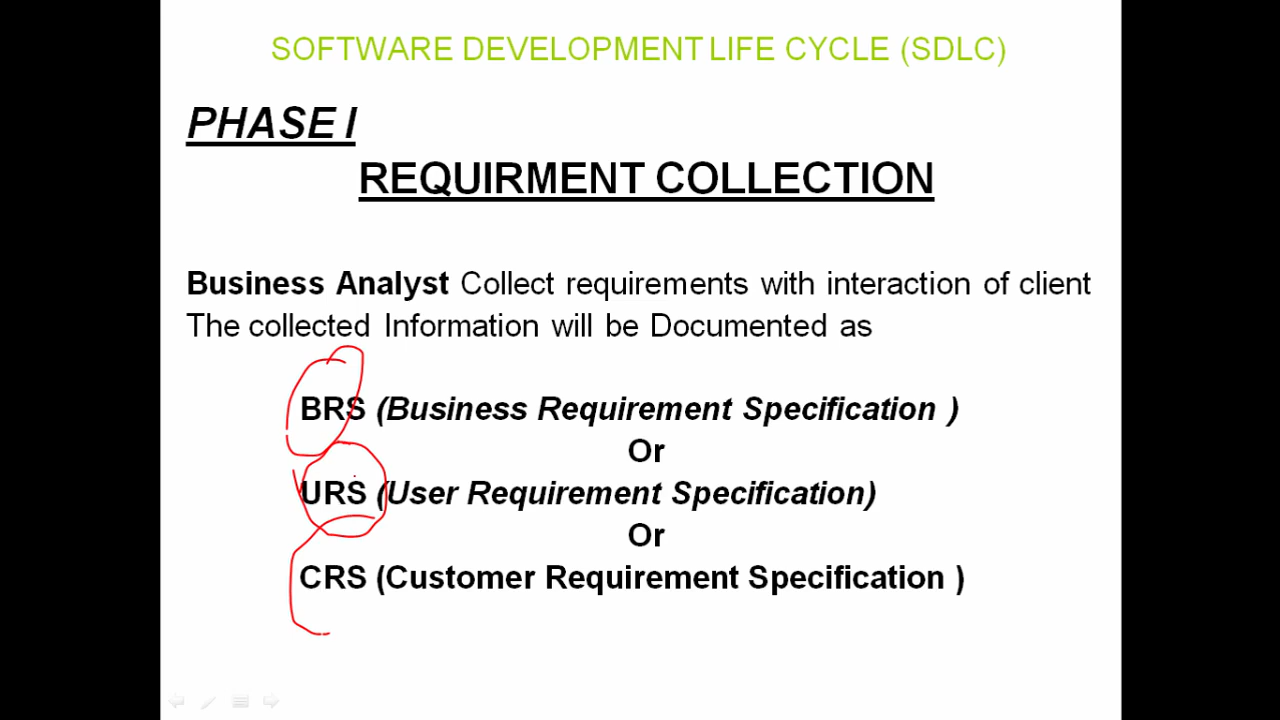 SOFTWARE DEVELOPMENT LIFE CYCLE (SDLC)
PHASE I
REQUIRMENT COLLECTION
Business Analyst Collect requirements with interaction of client
The collected Information will be Documented as
BRS (Business Requirement Specification )
Or
URS (User Requirement Specification)
Or
CRS (Customer Requirement Specification )